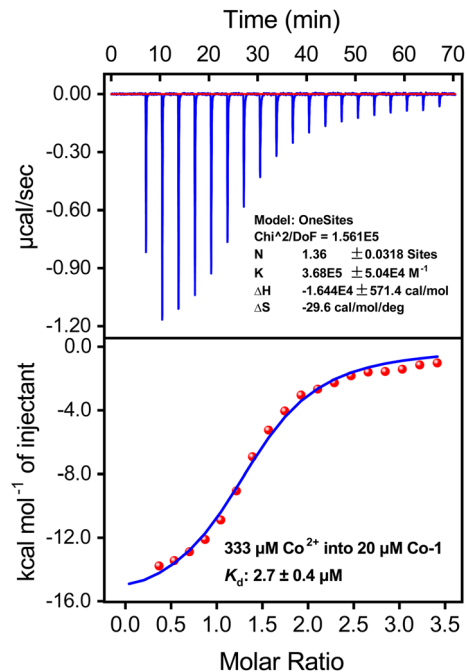 Time (min)
0 10 20 30 40 50 60 70
0.00
-0.30
-0.60
-0.90
-1.20
µcal/sec
Model: OneSites
Chi^2/DoF = 1.561E5
N 1.36 ±0.0318 Sites
K 3.68E5 ±5.04E4 M⁻¹
ΔH -1.644E4 ±571.4 cal/mol
ΔS -29.6 cal/mol/deg
0.0
-4.0
-8.0
-12.0
-16.0
kcal mol⁻¹ of injectant
333 µM Co²⁺ into 20 µM Co-1
Kd: 2.7 ± 0.4 µM
0.0 0.5 1.0 1.5 2.0 2.5 3.0 3.5
Molar Ratio